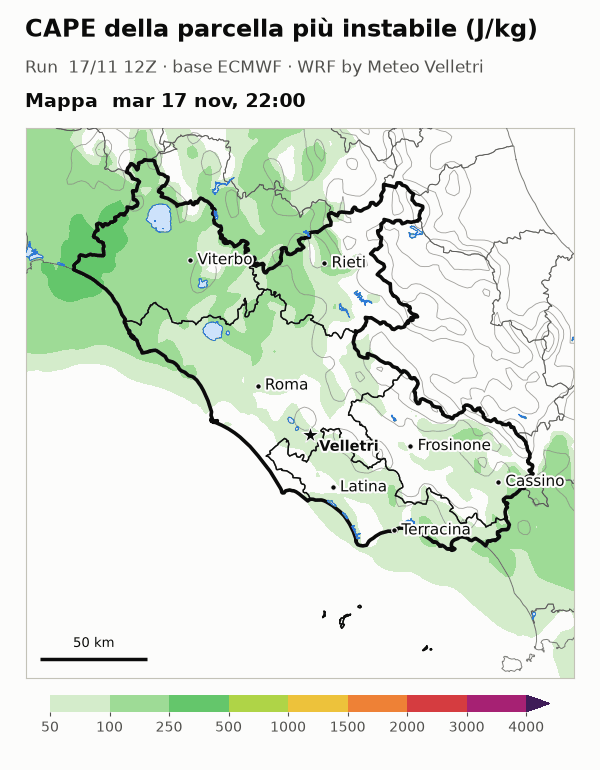 CAPE della parcella più instabile (J/kg)
Run  17/11 12Z · base ECMWF · WRF by Meteo Velletri
Mappa  mar 17 nov, 22:00
Viterbo
Rieti
Roma
Velletri
Frosinone
Cassino
Latina
Terracina
50 km
50 100 250 500 1000 1500 2000 3000 4000